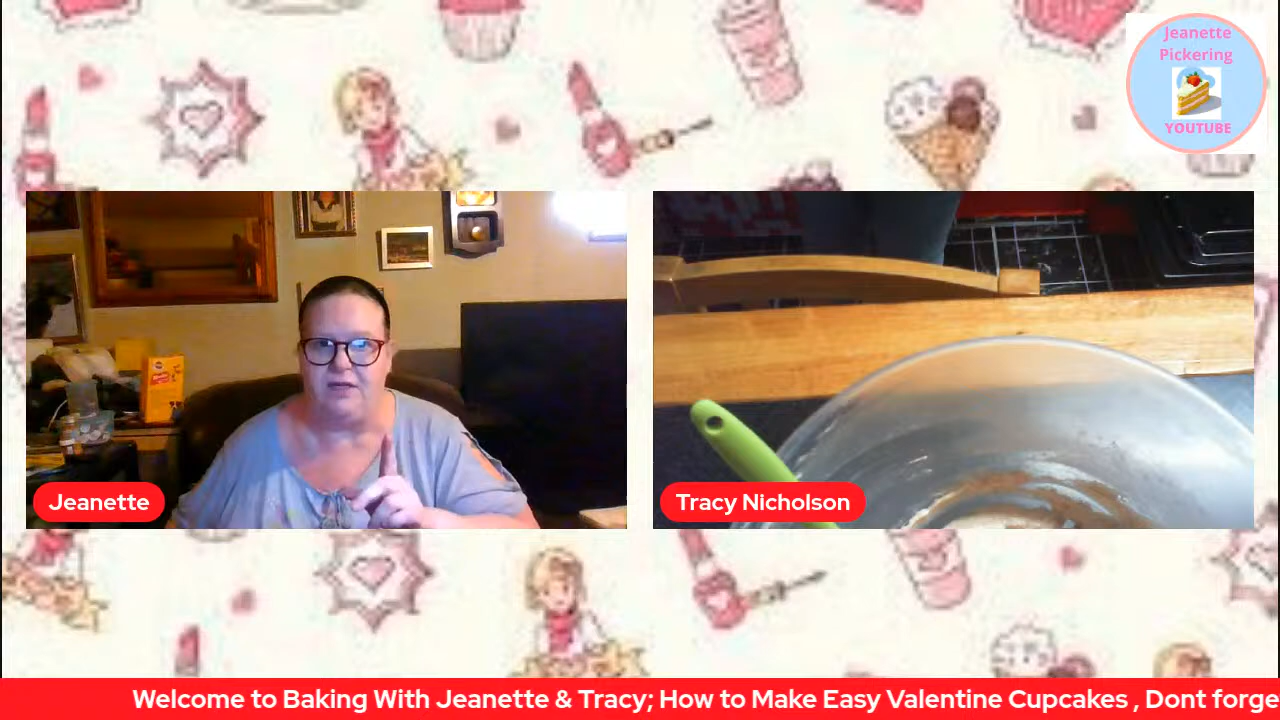 Jeanette
Pickering
YOUTUBE
Jeanette
Tracy Nicholson
Welcome to Baking With Jeanette & Tracy; How to Make Easy Valentine Cupcakes , Dont forge